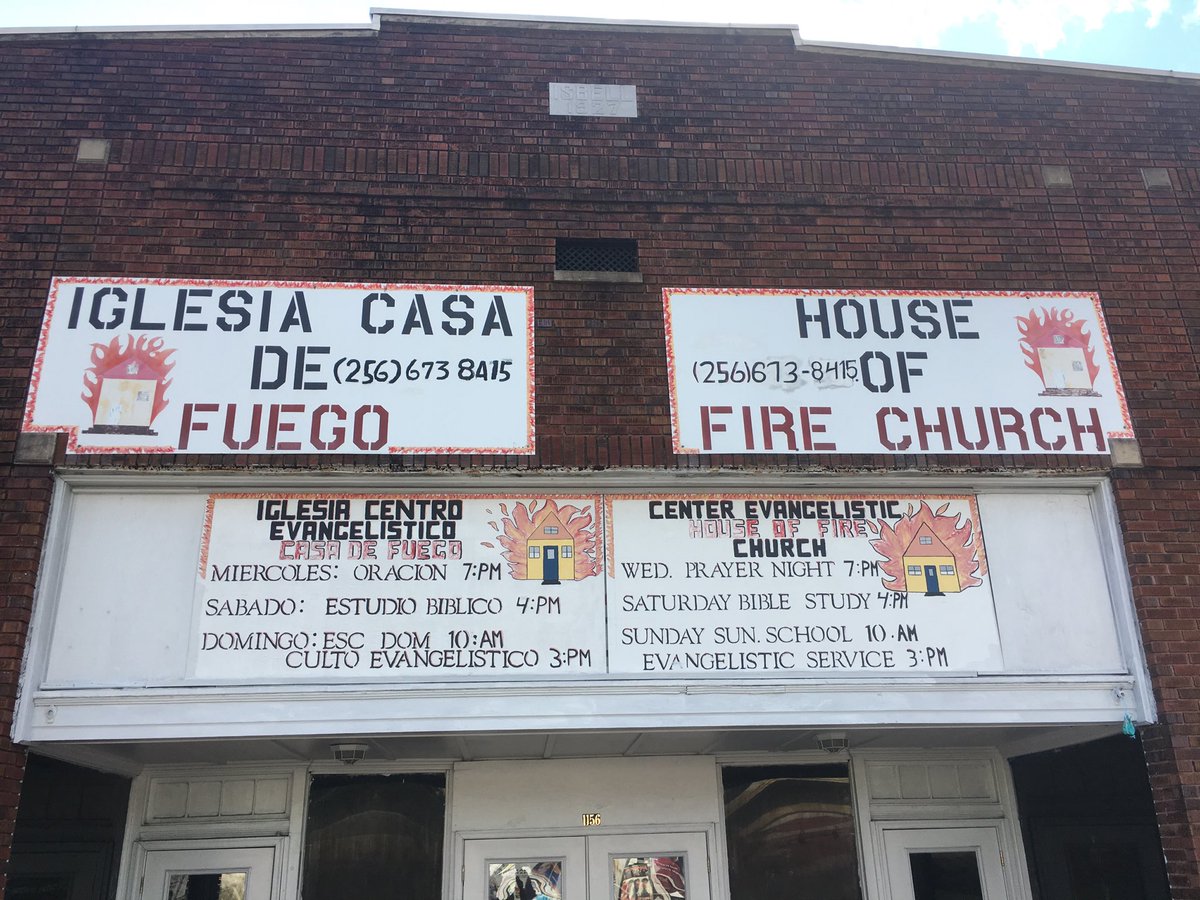 ISBELL
1927
IGLESIA CASA
DE (256) 673 8415
FUEGO
HOUSE
(256)673-8415 OF
FIRE CHURCH
IGLESIA CENTRO
EVANGELISTICO
CASA DE FUEGO
MIERCOLES: ORACION 7:PM
SABADO: ESTUDIO BIBLICO 4:PM
DOMINGO: ESC DOM 10:AM
CULTO EVANGELISTICO 3:PM
CENTER EVANGELISTIC
HOUSE OF FIRE
CHURCH
WED. PRAYER NIGHT 7:PM
SATURDAY BIBLE STUDY 4:PM
SUNDAY SUN. SCHOOL 10.AM
EVANGELISTIC SERVICE 3:PM
1156